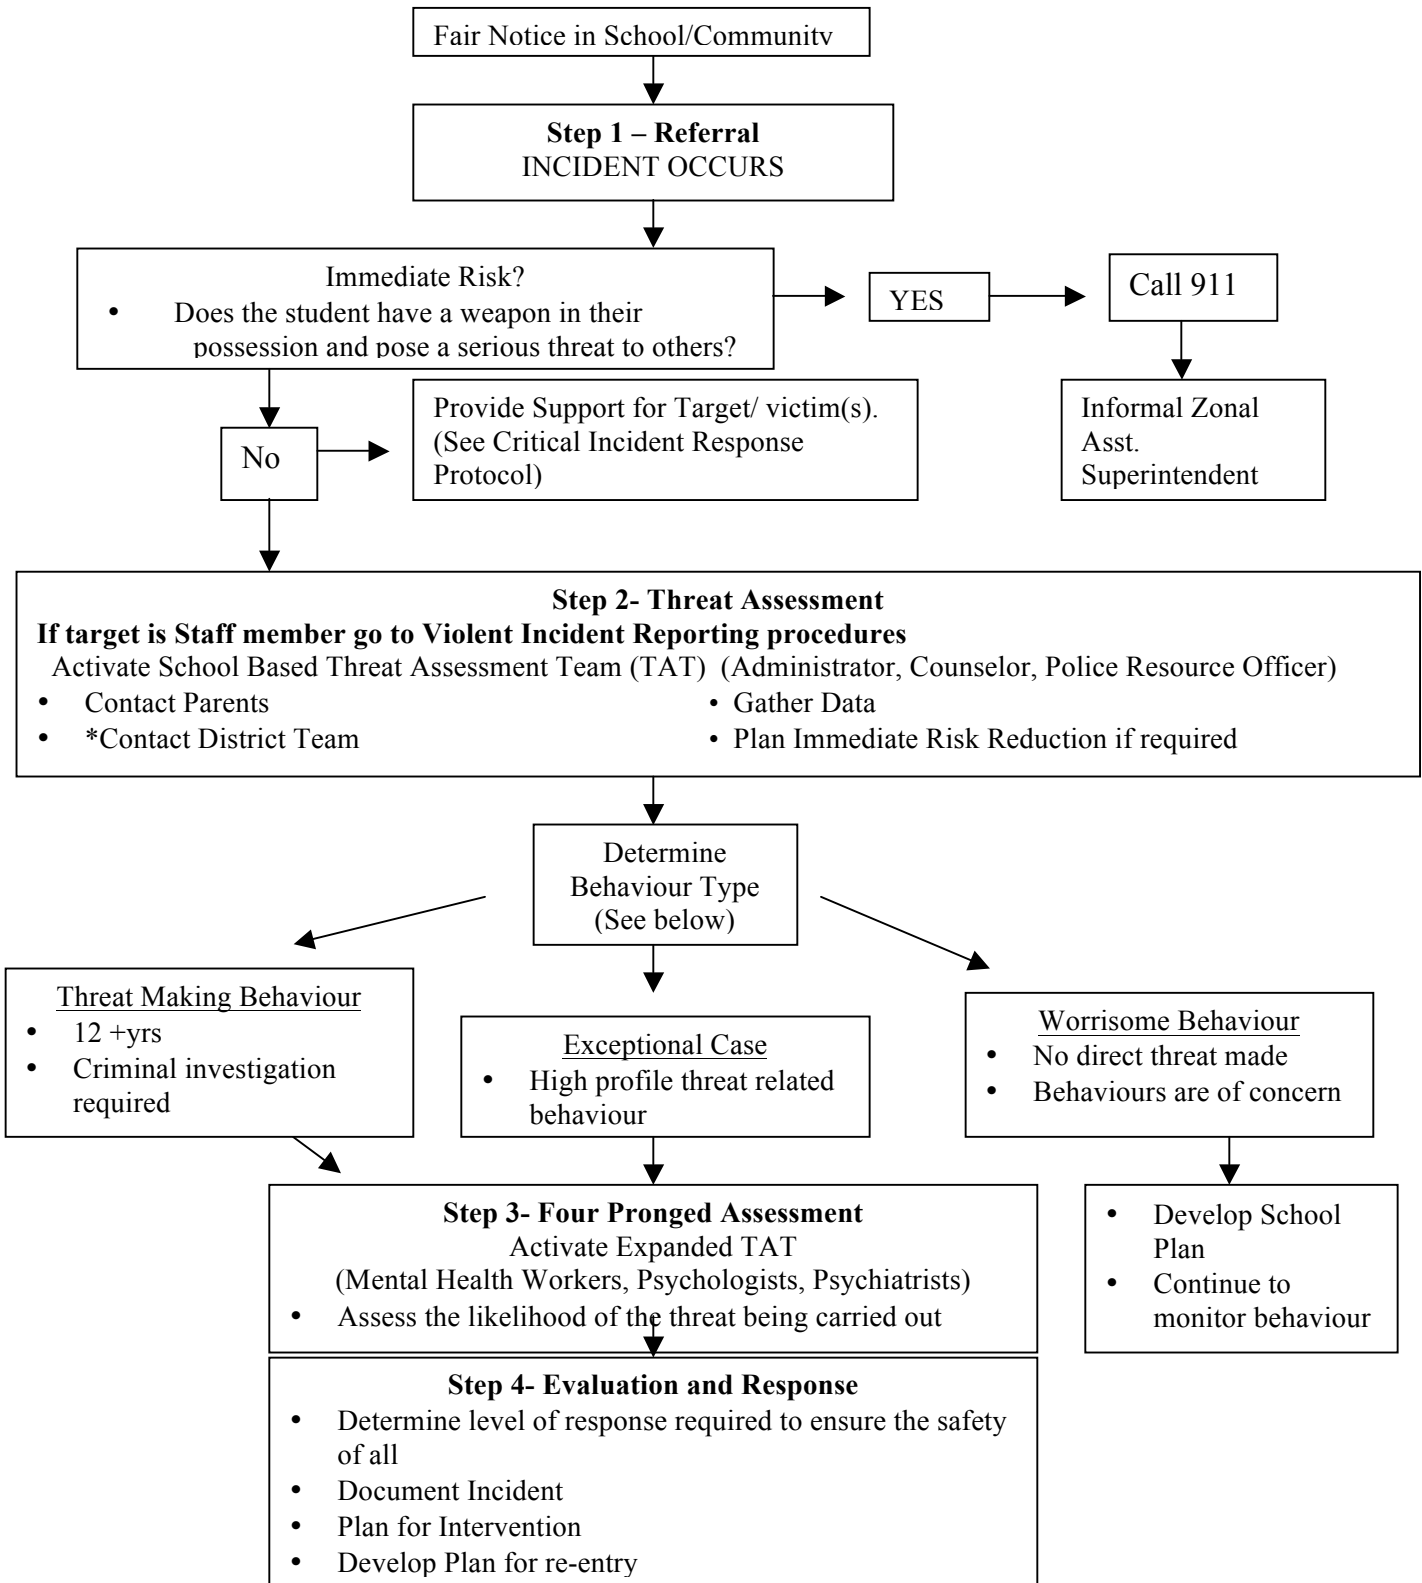 Fair Notice in School/Community
Step 1 – Referral
INCIDENT OCCURS
Immediate Risk?
• Does the student have a weapon in their
possession and pose a serious threat to others?
YES
Call 911
Informal Zonal
Asst.
Superintendent
No
Provide Support for Target/ victim(s).
(See Critical Incident Response
Protocol)
Step 2- Threat Assessment
If target is Staff member go to Violent Incident Reporting procedures
Activate School Based Threat Assessment Team (TAT) (Administrator, Counselor, Police Resource Officer)
• Contact Parents
• *Contact District Team
• Gather Data
• Plan Immediate Risk Reduction if required
Determine
Behaviour Type
(See below)
Threat Making Behaviour
• 12 +yrs
• Criminal investigation
required
Exceptional Case
• High profile threat related
behaviour
Worrisome Behaviour
• No direct threat made
• Behaviours are of concern
Step 3- Four Pronged Assessment
Activate Expanded TAT
(Mental Health Workers, Psychologists, Psychiatrists)
• Assess the likelihood of the threat being carried out
• Develop School
Plan
• Continue to
monitor behaviour
Step 4- Evaluation and Response
• Determine level of response required to ensure the safety
of all
• Document Incident
• Plan for Intervention
• Develop Plan for re-entry